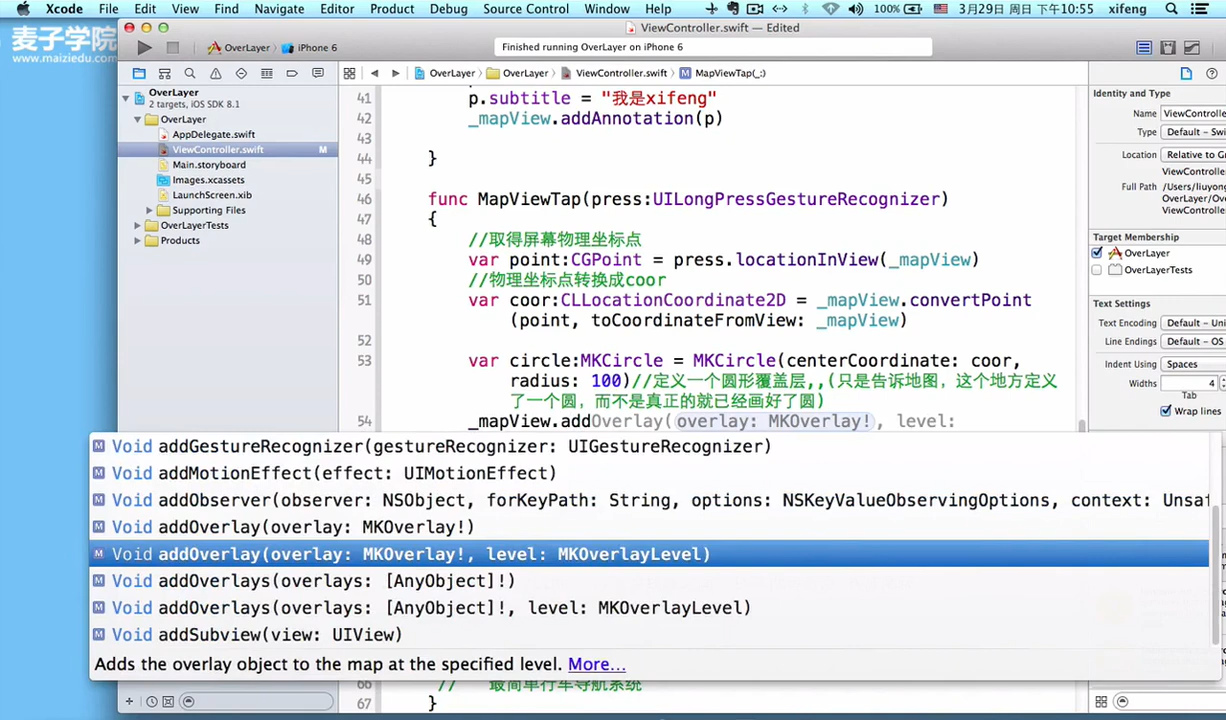 Xcode File Edit View Find Navigate Editor Product Debug Source Control Window Help 100% 3月29日 周日 下午10:55 xifeng
麦子学院
www.maiziedu.com
ViewController.swift — Edited
OverLayer iPhone 6
Finished running OverLayer on iPhone 6
OverLayer OverLayer ViewController.swift MapViewTap(_:)
OverLayer
2 targets, iOS SDK 8.1
OverLayer
AppDelegate.swift
ViewController.swift M
Main.storyboard
Images.xcassets
LaunchScreen.xib
Supporting Files
OverLayerTests
Products
41 p.subtitle = "我是xifeng"
42 _mapView.addAnnotation(p)
43
44 }
45
46 func MapViewTap(press:UILongPressGestureRecognizer)
47 {
48 //取得屏幕物理坐标点
49 var point:CGPoint = press.locationInView(_mapView)
50 //物理坐标点转换成coor
51 var coor:CLLocationCoordinate2D = _mapView.convertPoint
(point, toCoordinateFromView: _mapView)
52
53 var circle:MKCircle = MKCircle(centerCoordinate: coor,
radius: 100)//定义一个圆形覆盖层,,(只是告诉地图，这个地方定义
了一个圆，而不是真正的就已经画好了圆)
54 _mapView.addOverlay(overlay: MKOverlay!, level:
Void addGestureRecognizer(gestureRecognizer: UIGestureRecognizer)
Void addMotionEffect(effect: UIMotionEffect)
Void addObserver(observer: NSObject, forKeyPath: String, options: NSKeyValueObservingOptions, context: Unsaf
Void addOverlay(overlay: MKOverlay!)
Void addOverlay(overlay: MKOverlay!, level: MKOverlayLevel)
Void addOverlays(overlays: [AnyObject]!)
Void addOverlays(overlays: [AnyObject]!, level: MKOverlayLevel)
Void addSubview(view: UIView)
Adds the overlay object to the map at the specified level. More...
66 // 最简单行车导航系统
67 }
Identity and Type
Name ViewController
Type Default - Sw
Location Relative to Gr
ViewController
Full Path /Users/liuyong
OverLayer/Ov
ViewController
Target Membership
OverLayer
OverLayerTests
Text Settings
Text Encoding Default - Uni
Line Endings Default - OS
Indent Using Spaces
Widths 4
Tab
Wrap lines